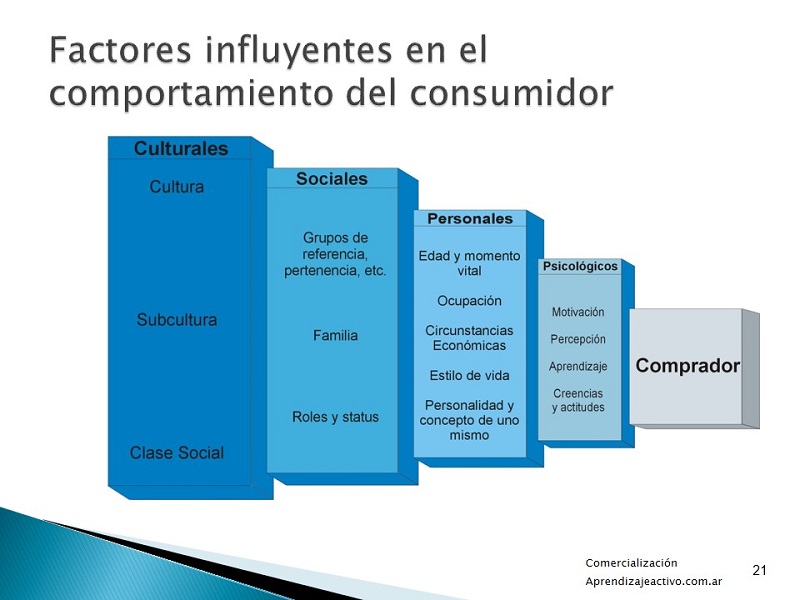 Factores influyentes en el
comportamiento del consumidor
Culturales
Cultura
Subcultura
Clase Social
Sociales
Grupos de
referencia,
pertenencia, etc.
Familia
Roles y status
Personales
Edad y momento
vital
Ocupación
Circunstancias
Económicas
Estilo de vida
Personalidad y
concepto de uno
mismo
Psicológicos
Motivación
Percepción
Aprendizaje
Creencias
y actitudes
Comprador
Comercialización
Aprendizajeactivo.com.ar
21